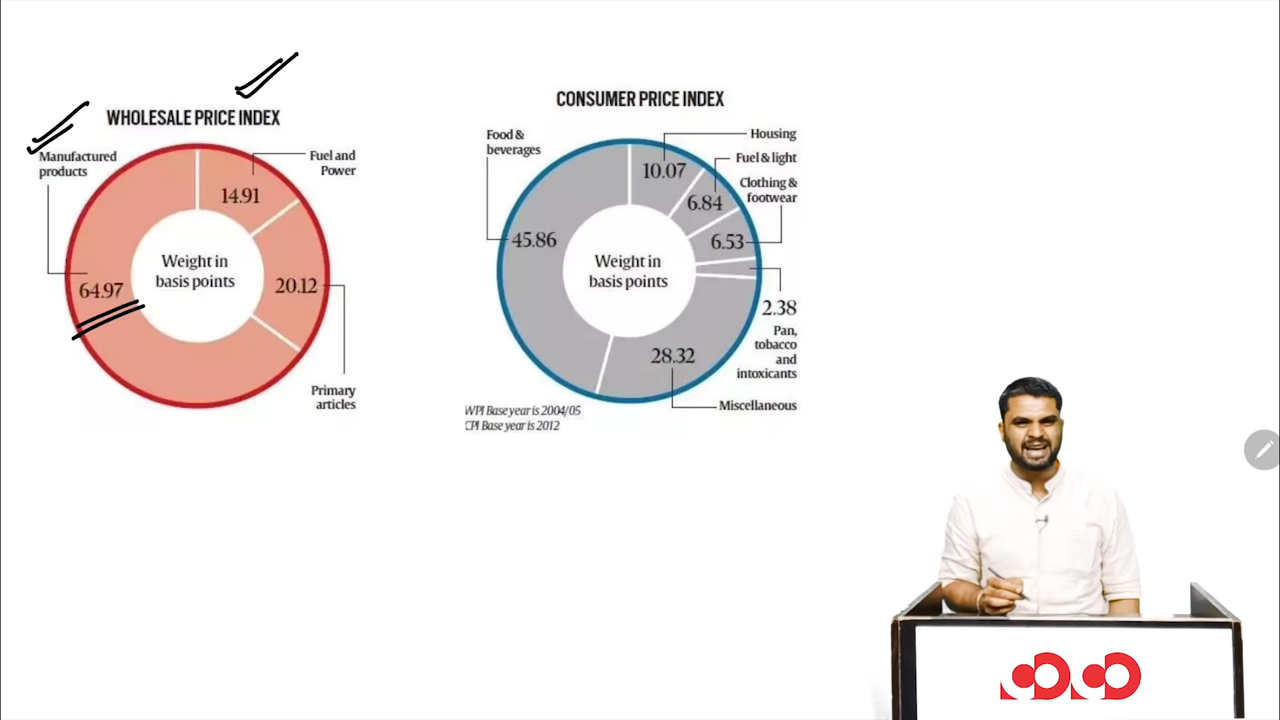 WHOLESALE PRICE INDEX
Manufactured
products
Fuel and
Power
14.91
Weight in
basis points
20.12
64.97
Primary
articles
CONSUMER PRICE INDEX
Food &
beverages
Housing
10.07
Fuel & light
6.84
Clothing &
footwear
6.53
45.86
Weight in
basis points
2.38
Pan,
tobacco
and
intoxicants
28.32
Miscellaneous
WPI Base year is 2004/05
CPI Base year is 2012